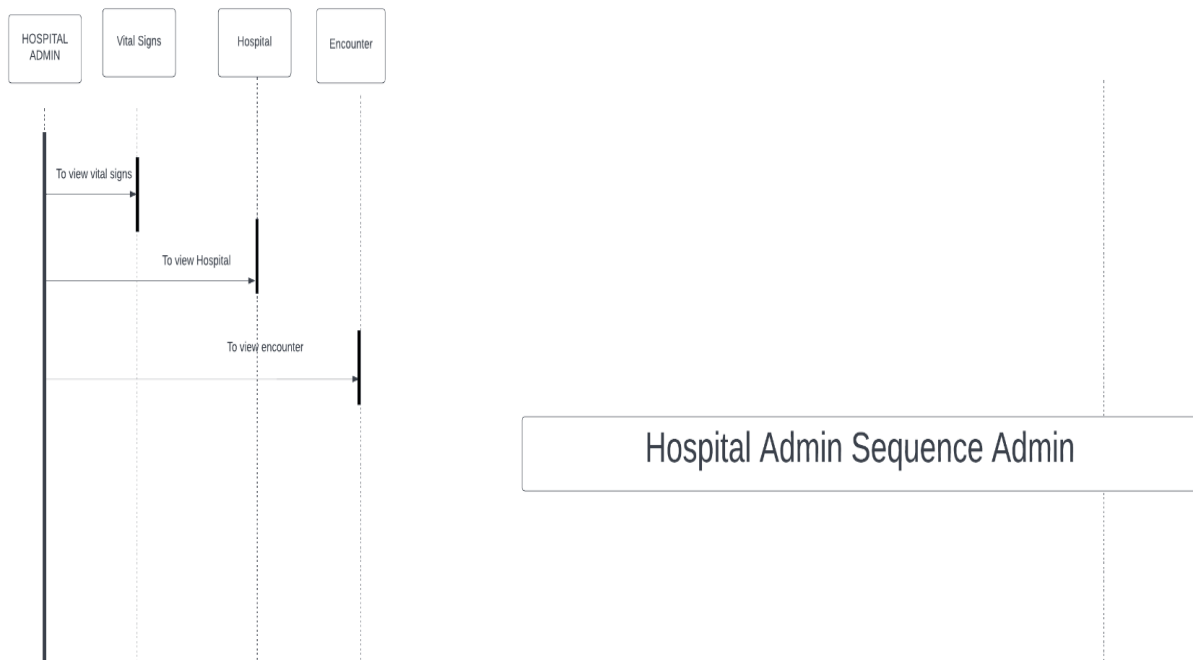 HOSPITAL
ADMIN
Vital Signs
Hospital
Encounter
To view vital signs
To view Hospital
To view encounter
Hospital Admin Sequence Admin